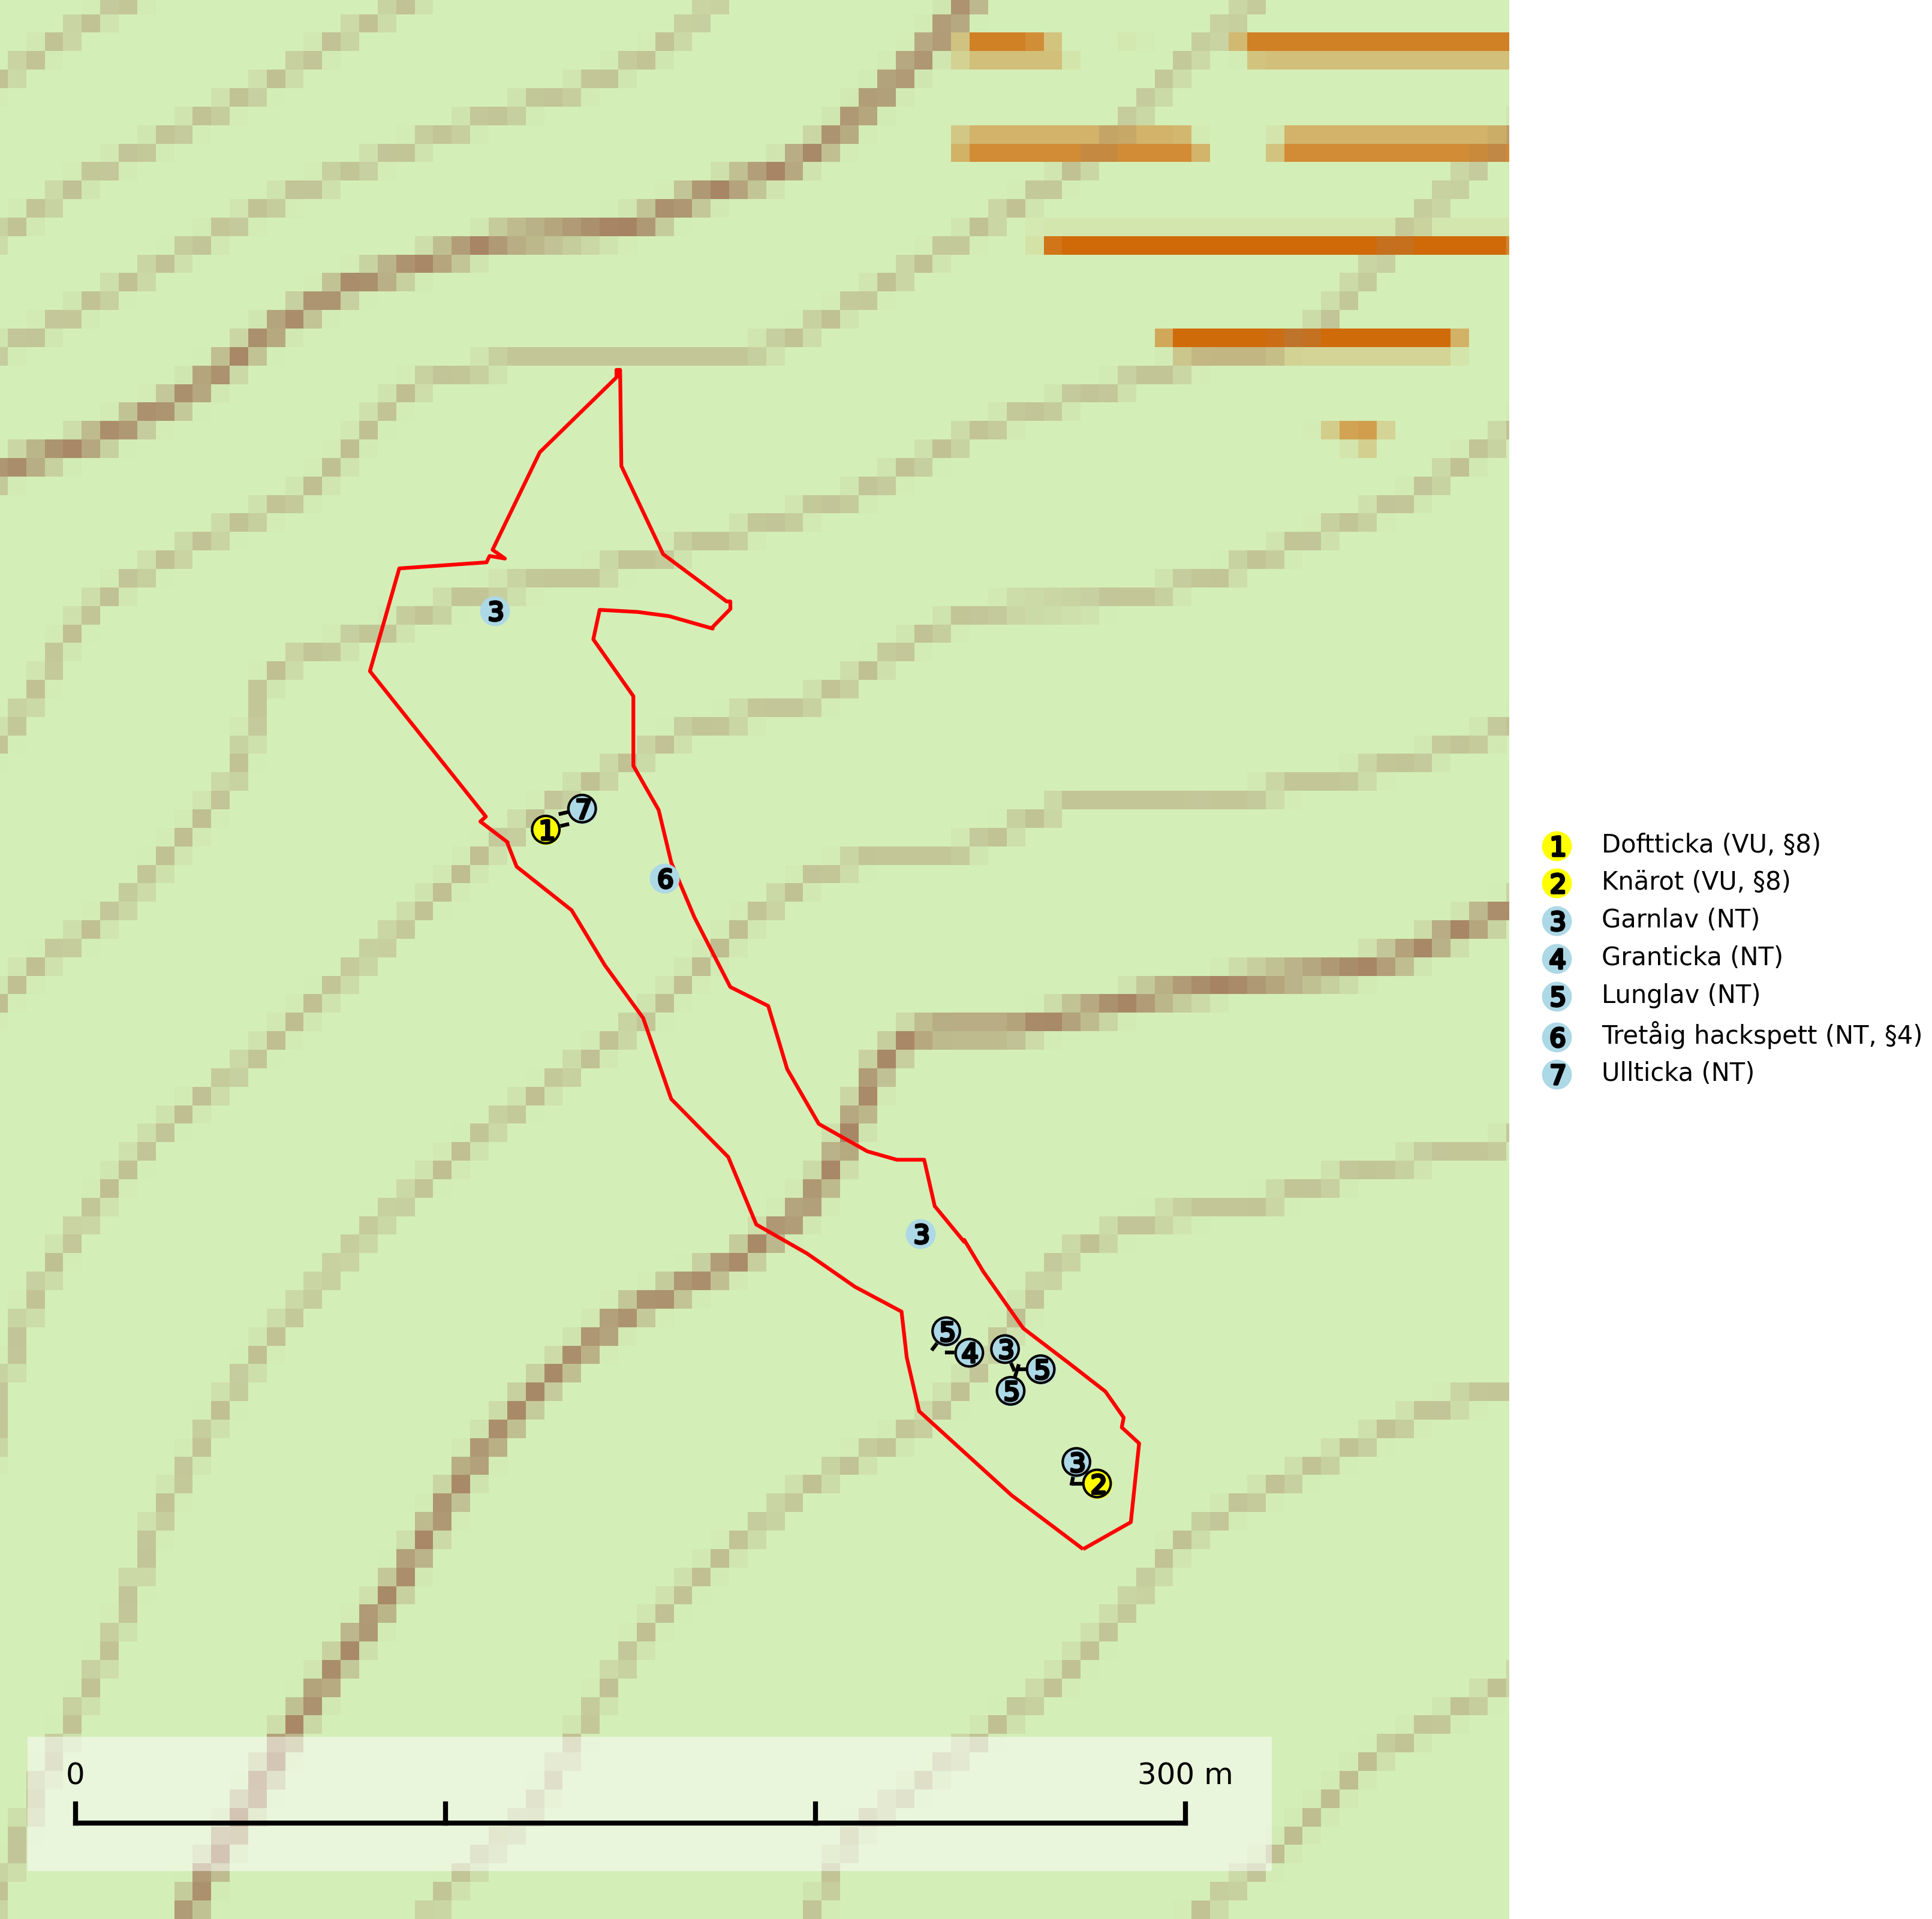 3
7
1
6
3
5
4
3
5
5
3
2
1 Doftticka (VU, §8)
2 Knärot (VU, §8)
3 Garnlav (NT)
4 Granticka (NT)
5 Lunglav (NT)
6 Tretåig hackspett (NT, §4)
7 Ullticka (NT)
0 300 m